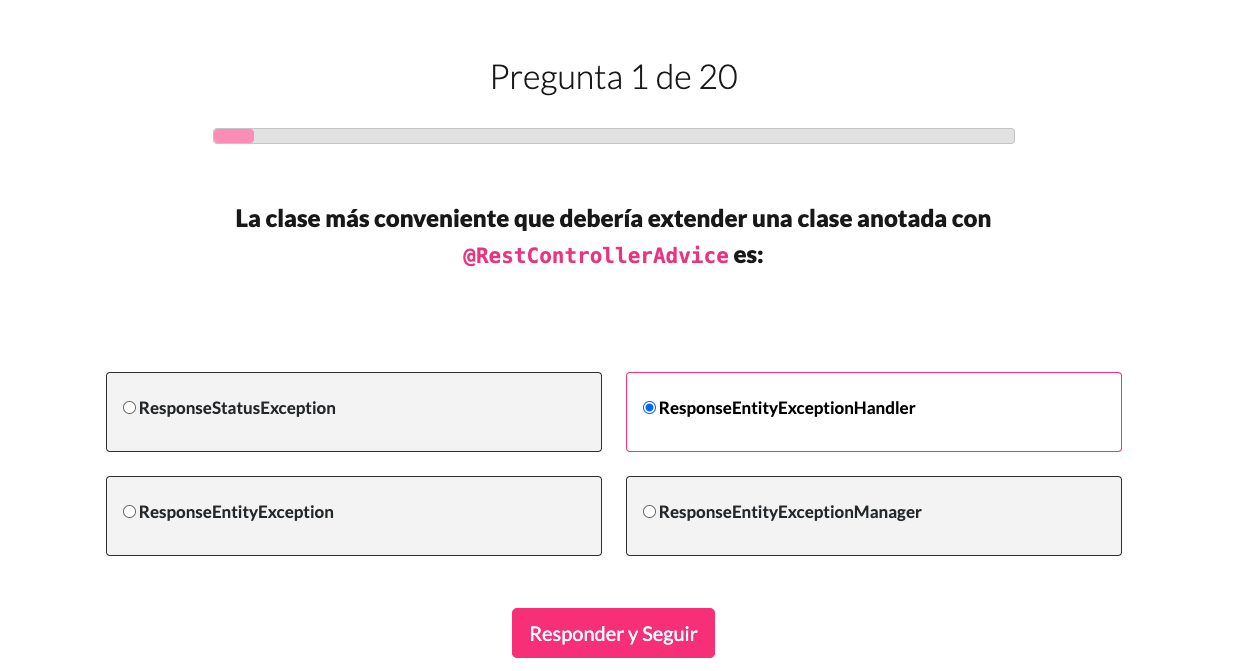 Pregunta 1 de 20
La clase más conveniente que debería extender una clase anotada con
@RestControllerAdvice es:
ResponseStatusException
ResponseEntityExceptionHandler
ResponseEntityException
ResponseEntityExceptionManager
Responder y Seguir